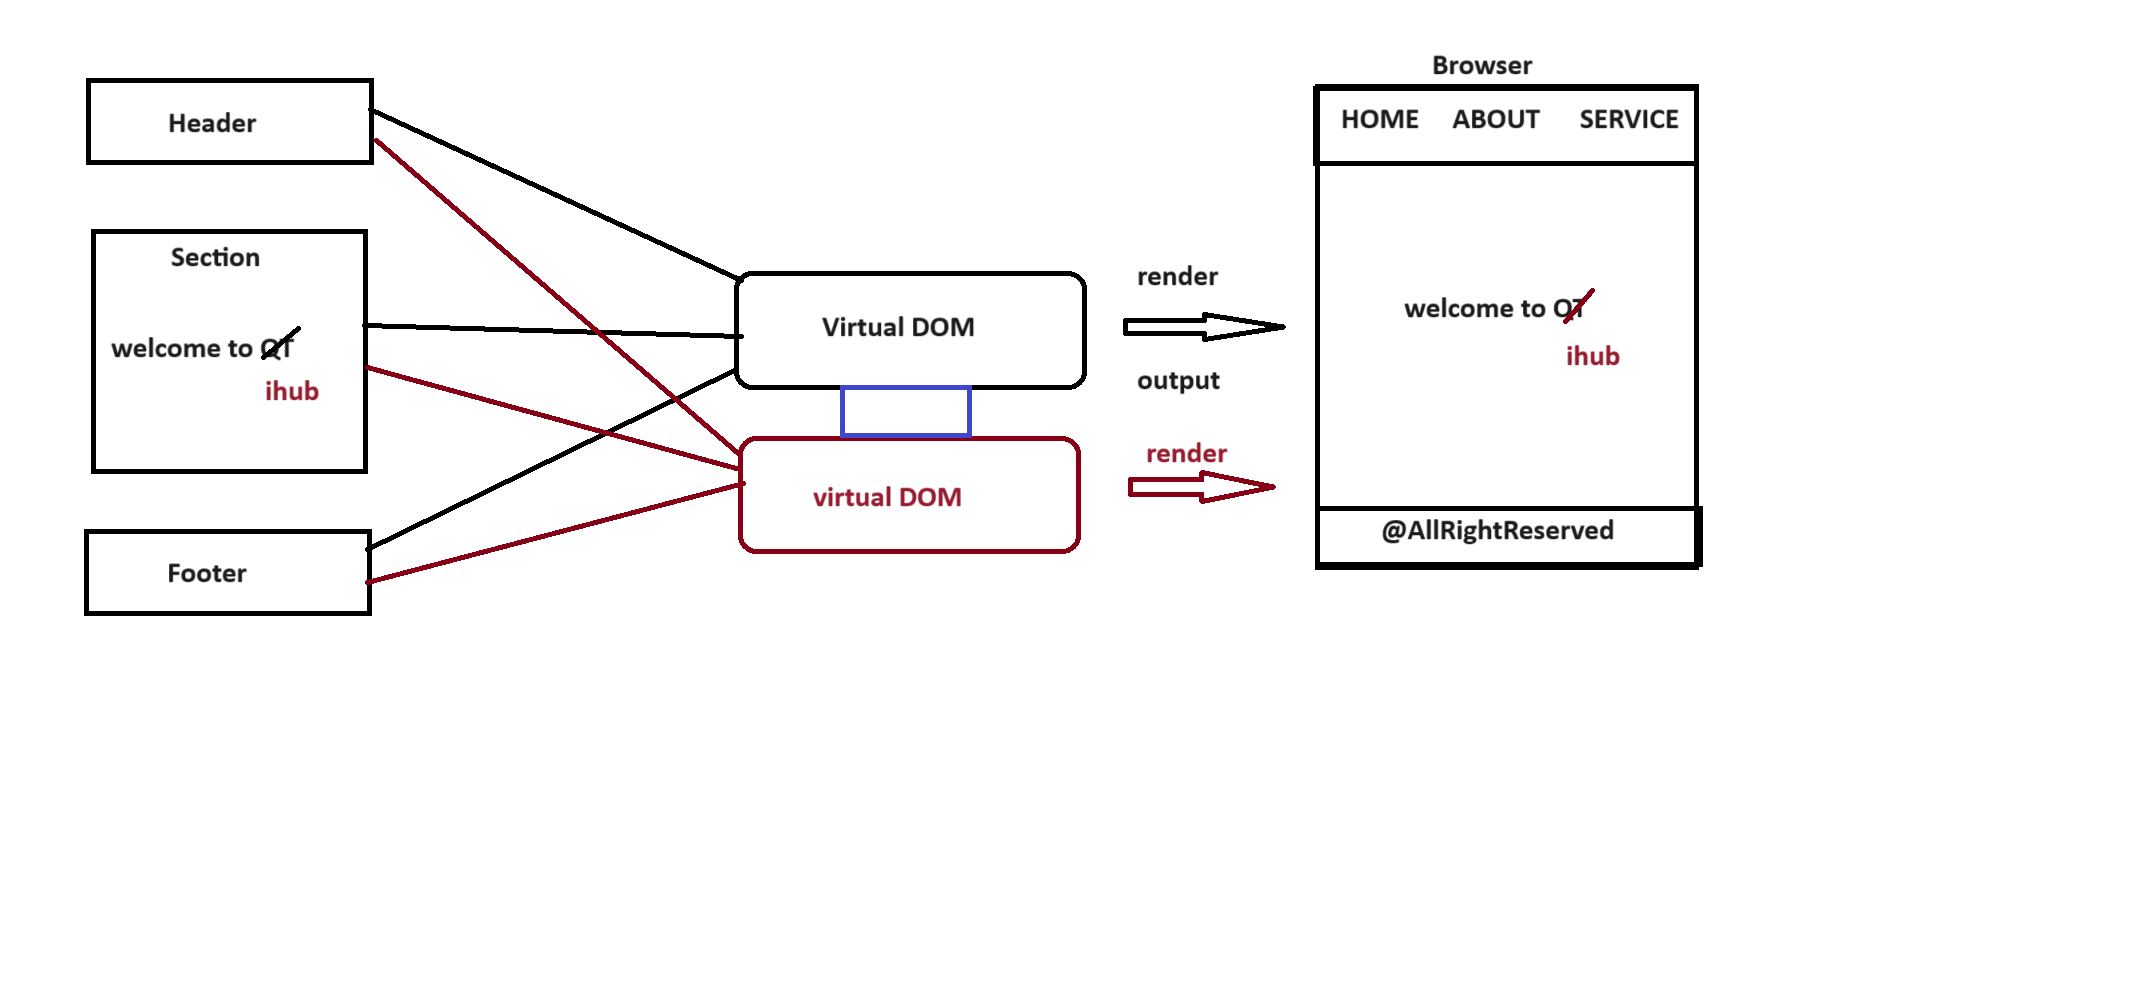 Header
Section
welcome to QT
ihub
Footer
Virtual DOM
virtual DOM
render
output
render
Browser
HOME ABOUT SERVICE
welcome to QT
ihub
@AllRightReserved